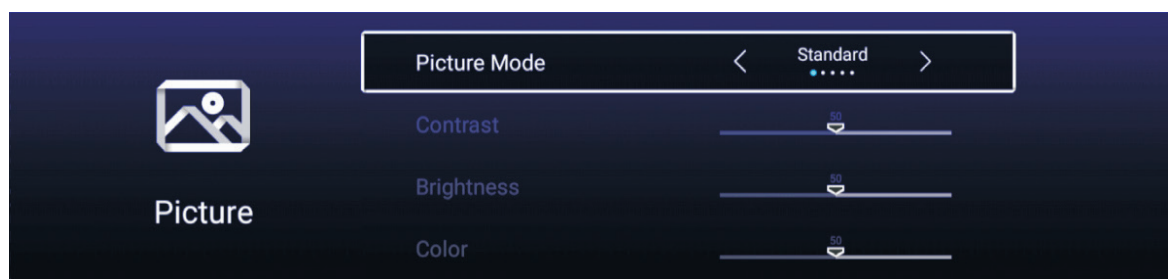 Picture Mode
Standard
Contrast
50
Brightness
50
Picture
Color
50